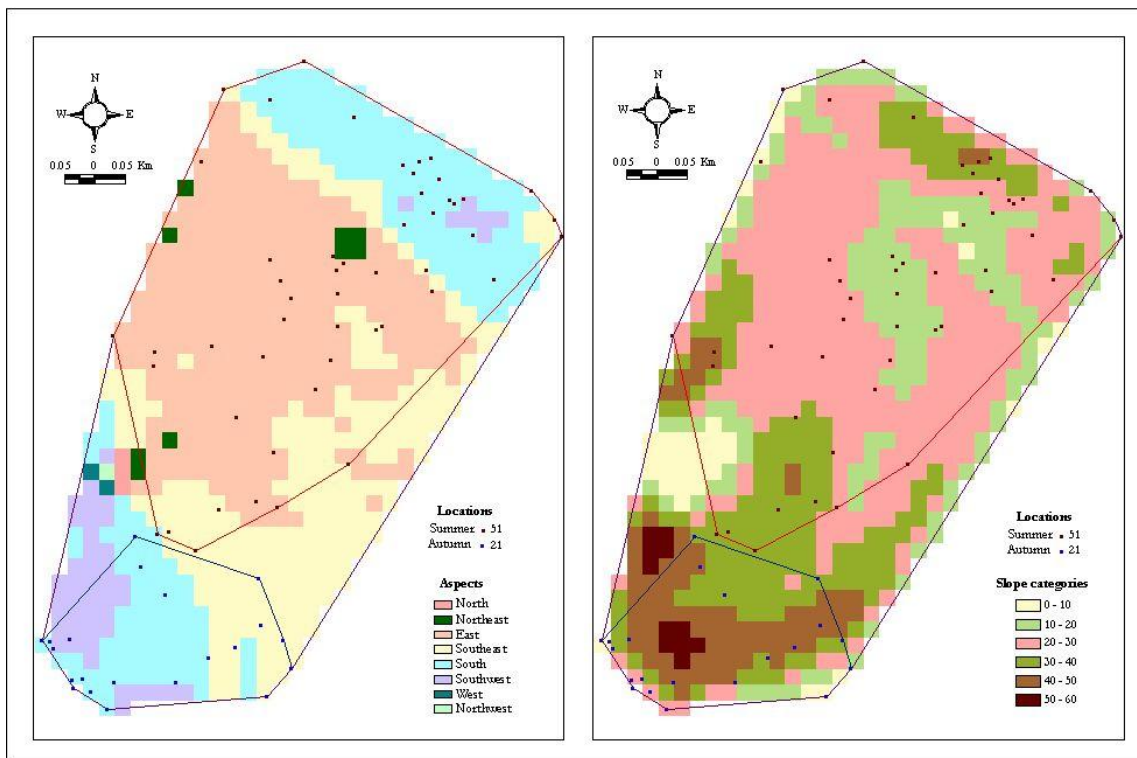 N
W E
S
0.05 0 0.05 Km
Locations
Summer 51
Autumn 21
Aspects
North
Northeast
East
Southeast
South
Southwest
West
Northwest
N
W E
S
0.05 0 0.05 Km
Locations
Summer 51
Autumn 21
Slope categories
0 - 10
10 - 20
20 - 30
30 - 40
40 - 50
50 - 60